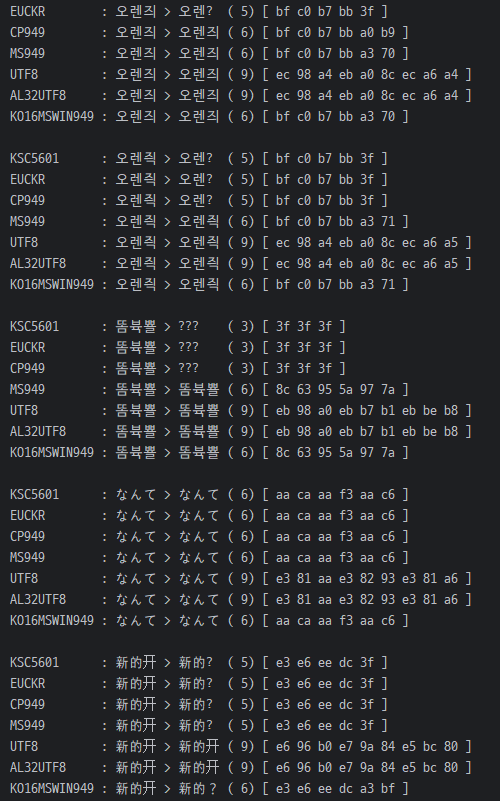 EUCKR : 오렌즤 > 오렌? ( 5) [ bf c0 b7 bb 3f ]
CP949 : 오렌즤 > 오렌즤 ( 6) [ bf c0 b7 bb a0 b9 ]
MS949 : 오렌즤 > 오렌즤 ( 6) [ bf c0 b7 bb a3 70 ]
UTF8 : 오렌즤 > 오렌즤 ( 9) [ ec 98 a4 eb a0 8c ec a6 a4 ]
AL32UTF8 : 오렌즤 > 오렌즤 ( 9) [ ec 98 a4 eb a0 8c ec a6 a4 ]
KO16MSWIN949 : 오렌즤 > 오렌즤 ( 6) [ bf c0 b7 bb a3 70 ]
KSC5601 : 오렌즥 > 오렌? ( 5) [ bf c0 b7 bb 3f ]
EUCKR : 오렌즥 > 오렌? ( 5) [ bf c0 b7 bb 3f ]
CP949 : 오렌즥 > 오렌? ( 5) [ bf c0 b7 bb 3f ]
MS949 : 오렌즥 > 오렌즥 ( 6) [ bf c0 b7 bb a3 71 ]
UTF8 : 오렌즥 > 오렌즥 ( 9) [ ec 98 a4 eb a0 8c ec a6 a5 ]
AL32UTF8 : 오렌즥 > 오렌즥 ( 9) [ ec 98 a4 eb a0 8c ec a6 a5 ]
KO16MSWIN949 : 오렌즥 > 오렌즥 ( 6) [ bf c0 b7 bb a3 71 ]
KSC5601 : 똠뷱뾸 > ??? ( 3) [ 3f 3f 3f ]
EUCKR : 똠뷱뾸 > ??? ( 3) [ 3f 3f 3f ]
CP949 : 똠뷱뾸 > ??? ( 3) [ 3f 3f 3f ]
MS949 : 똠뷱뾸 > 똠뷱뾸 ( 6) [ 8c 63 95 5a 97 7a ]
UTF8 : 똠뷱뾸 > 똠뷱뾸 ( 9) [ eb 98 a0 eb b7 b1 eb be b8 ]
AL32UTF8 : 똠뷱뾸 > 똠뷱뾸 ( 9) [ eb 98 a0 eb b7 b1 eb be b8 ]
KO16MSWIN949 : 똠뷱뾸 > 똠뷱뾸 ( 6) [ 8c 63 95 5a 97 7a ]
KSC5601 : なんて > なんて ( 6) [ aa ca aa f3 aa c6 ]
EUCKR : なんて > なんて ( 6) [ aa ca aa f3 aa c6 ]
CP949 : なんて > なんて ( 6) [ aa ca aa f3 aa c6 ]
MS949 : なんて > なんて ( 6) [ aa ca aa f3 aa c6 ]
UTF8 : なんて > なんて ( 9) [ e3 81 aa e3 82 93 e3 81 a6 ]
AL32UTF8 : なんて > なんて ( 9) [ e3 81 aa e3 82 93 e3 81 a6 ]
KO16MSWIN949 : なんて > なんて ( 6) [ aa ca aa f3 aa c6 ]
KSC5601 : 新的开 > 新的? ( 5) [ e3 e6 ee dc 3f ]
EUCKR : 新的开 > 新的? ( 5) [ e3 e6 ee dc 3f ]
CP949 : 新的开 > 新的? ( 5) [ e3 e6 ee dc 3f ]
MS949 : 新的开 > 新的? ( 5) [ e3 e6 ee dc 3f ]
UTF8 : 新的开 > 新的开 ( 9) [ e6 96 b0 e7 9a 84 e5 bc 80 ]
AL32UTF8 : 新的开 > 新的开 ( 9) [ e6 96 b0 e7 9a 84 e5 bc 80 ]
KO16MSWIN949 : 新的开 > 新的？ ( 6) [ e3 e6 ee dc a3 bf ]